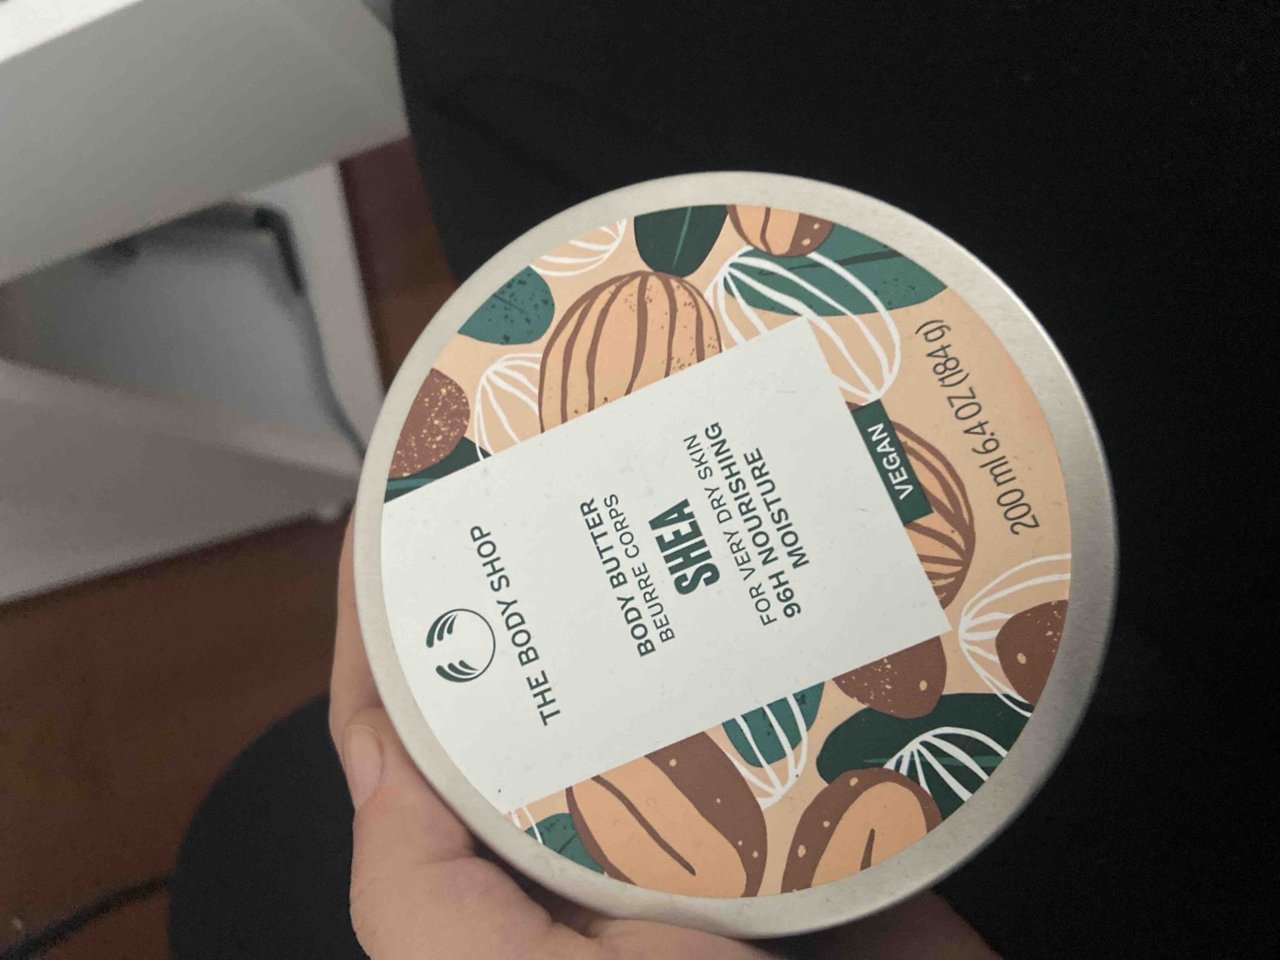 THE BODY SHOP
BODY BUTTER
BEURRE CORPS
SHEA
FOR VERY DRY SKIN
96H NOURISHING
MOISTURE
VEGAN
200 ml 6.4 OZ (184 g)